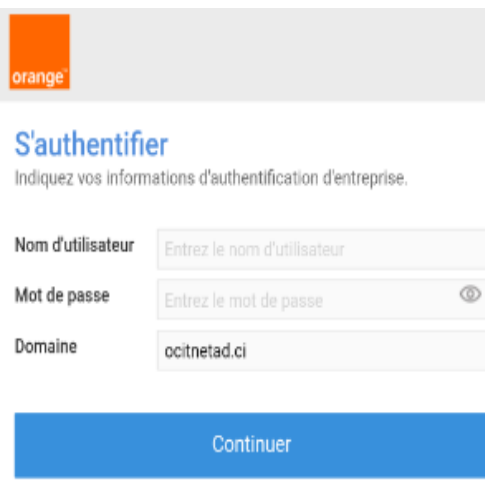 orange
S'authentifier
Indiquez vos informations d'authentification d'entreprise.
Nom d'utilisateur Entrez le nom d'utilisateur
Mot de passe Entrez le mot de passe
Domaine ocitnetad.ci
Continuer